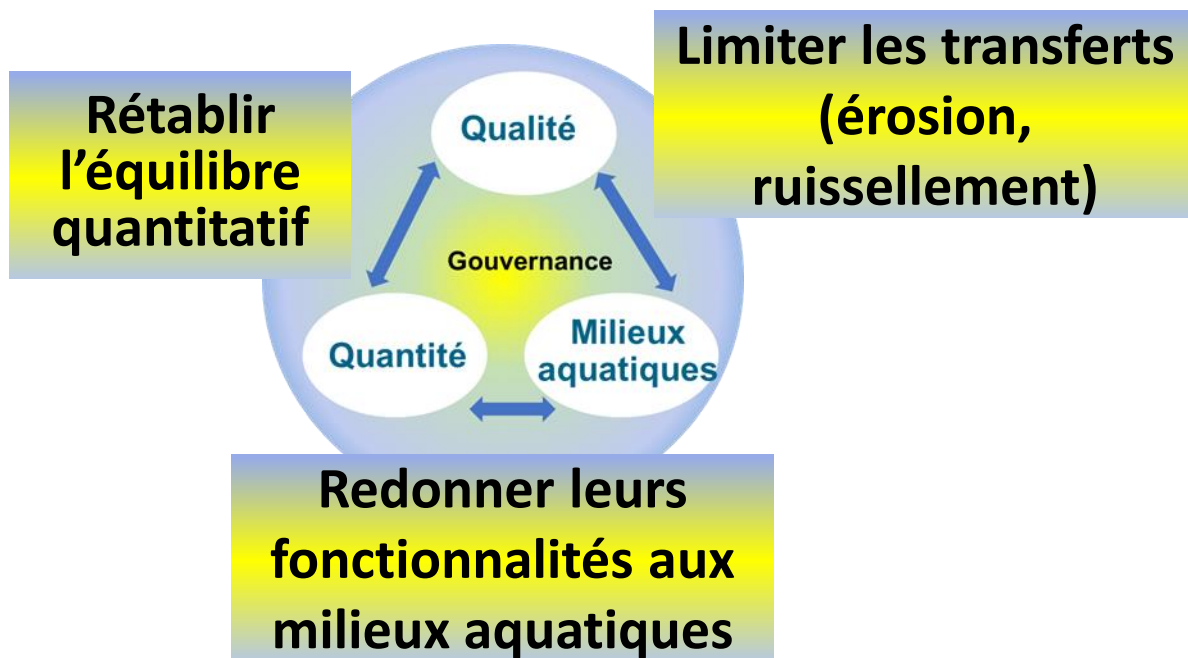 Limiter les transferts
(érosion,
ruissellement)
Rétablir
l’équilibre
quantitatif
Qualité
Gouvernance
Quantité
Milieux
aquatiques
Redonner leurs
fonctionnalités aux
milieux aquatiques